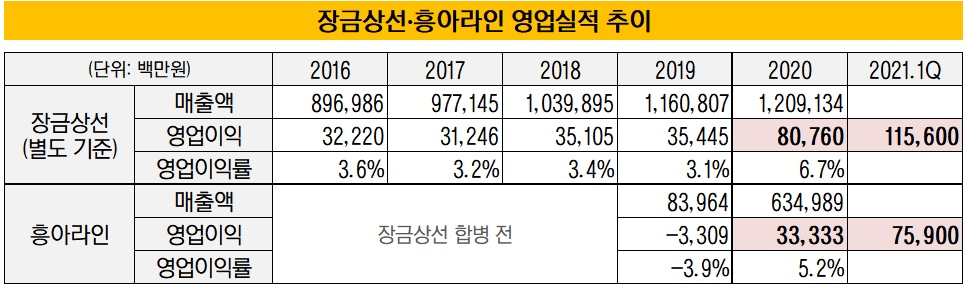 장금상선·흥아라인 영업실적 추이
(단위: 백만원) 2016 2017 2018 2019 2020 2021.1Q
장금상선
(별도 기준)
매출액 896,986 977,145 1,039,895 1,160,807 1,209,134
영업이익 32,220 31,246 35,105 35,445 80,760 115,600
영업이익률 3.6% 3.2% 3.4% 3.1% 6.7%
흥아라인
장금상선 합병 전
매출액 83,964 634,989
영업이익 -3,309 33,333 75,900
영업이익률 -3.9% 5.2%